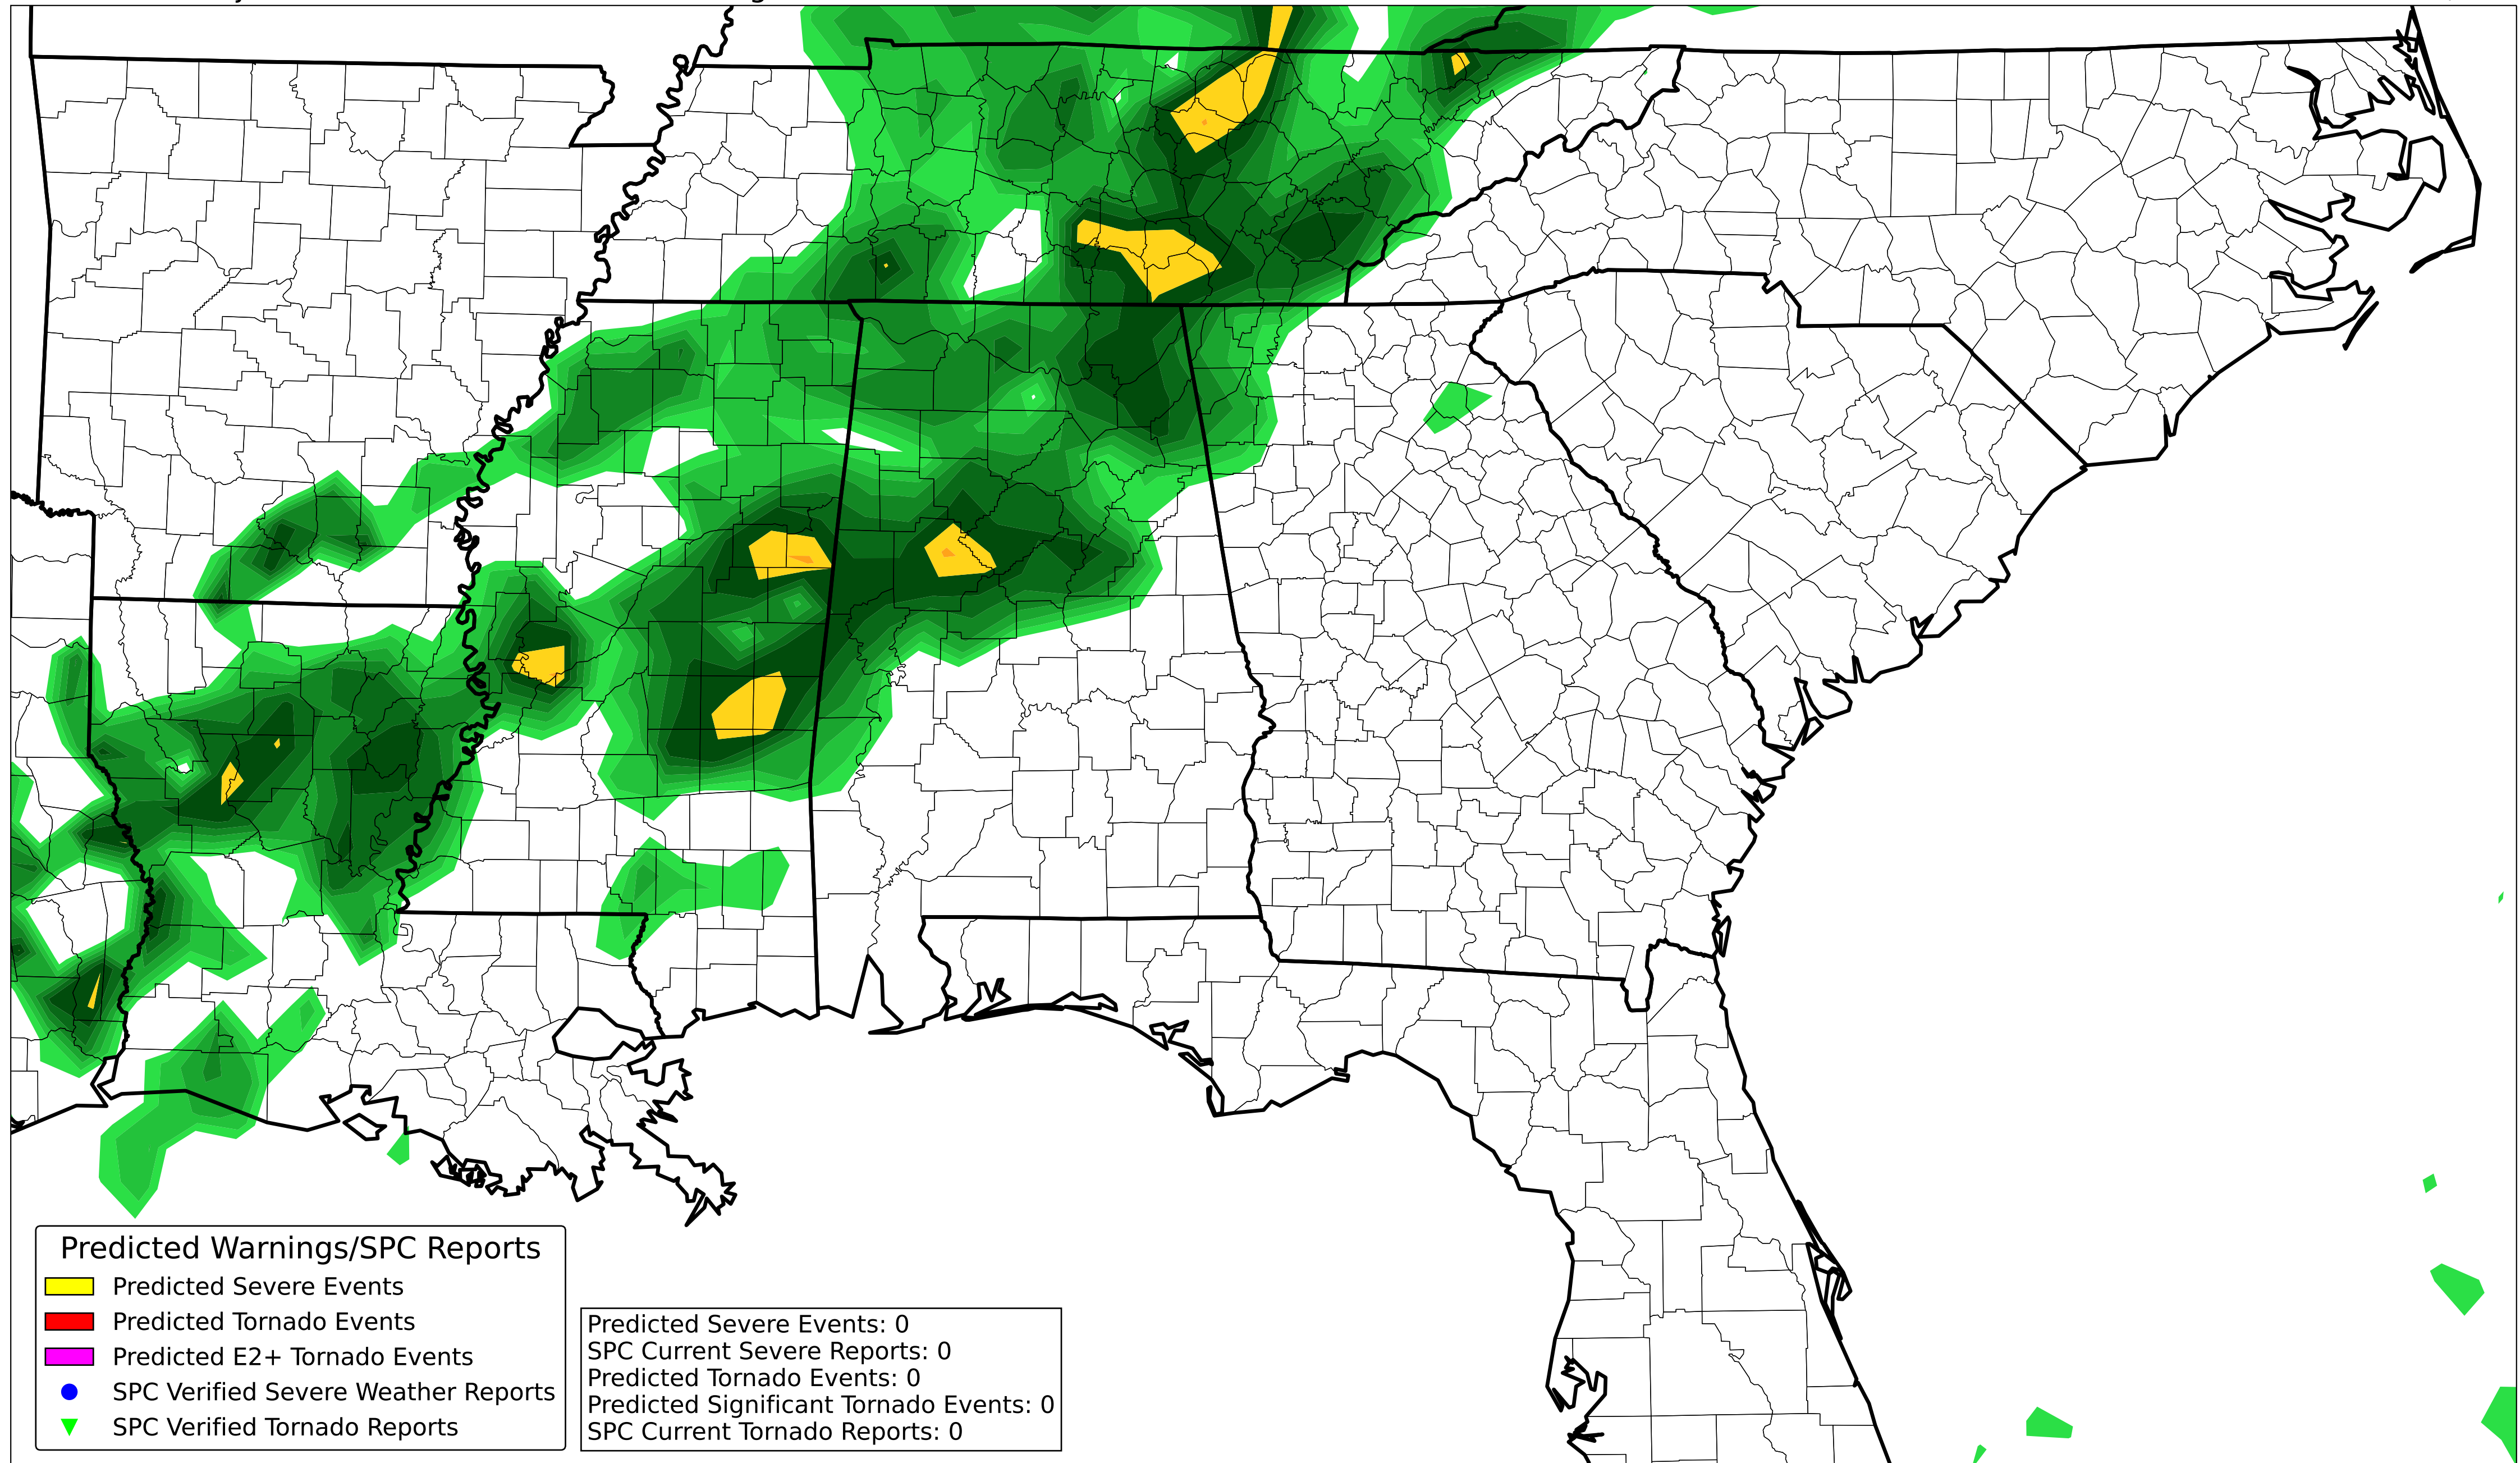 Predicted Warnings/SPC Reports
Predicted Severe Events
Predicted Tornado Events
Predicted E2+ Tornado Events
SPC Verified Severe Weather Reports
SPC Verified Tornado Reports
Predicted Severe Events: 0
SPC Current Severe Reports: 0
Predicted Tornado Events: 0
Predicted Significant Tornado Events: 0
SPC Current Tornado Reports: 0